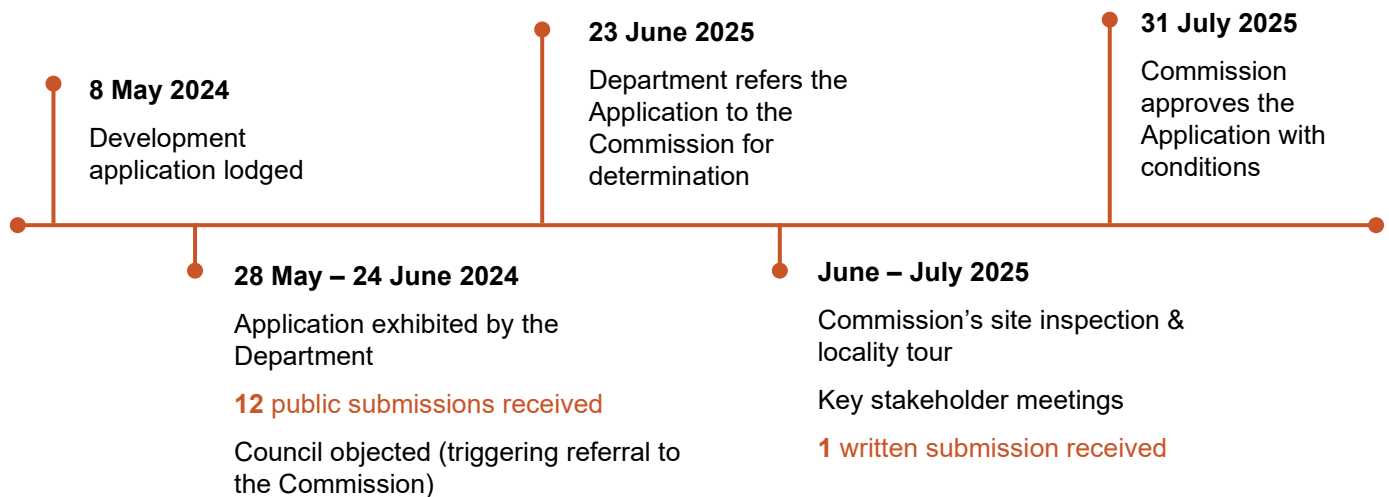 8 May 2024
Development
application lodged
28 May – 24 June 2024
Application exhibited by the
Department
12 public submissions received
Council objected (triggering referral to
the Commission)
23 June 2025
Department refers the
Application to the
Commission for
determination
June – July 2025
Commission’s site inspection &
locality tour
Key stakeholder meetings
1 written submission received
31 July 2025
Commission
approves the
Application with
conditions